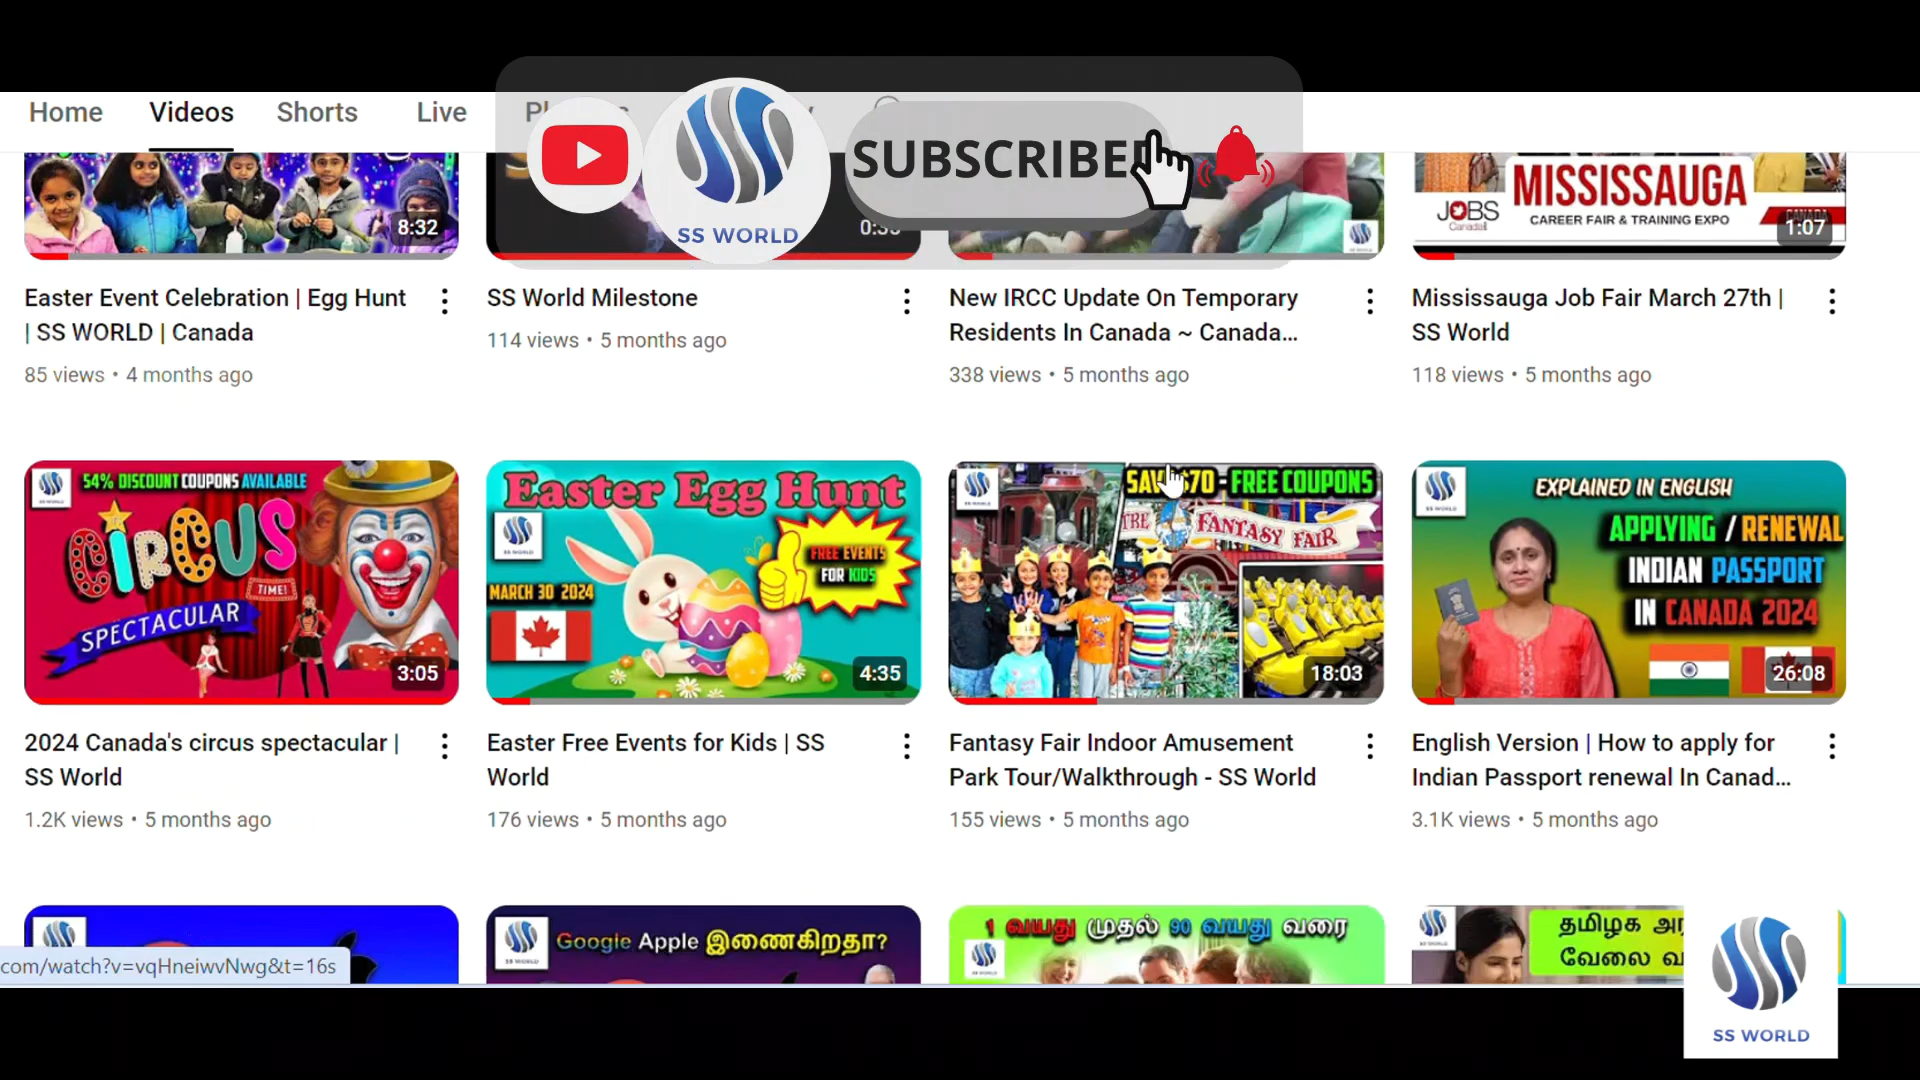 Home Videos Shorts Live
SUBSCRIBE
SS WORLD
8:32
MISSISSAUGA
JOBS
Canada
CAREER FAIR & TRAINING EXPO
1:07
Easter Event Celebration | Egg Hunt
| SS WORLD | Canada
85 views • 4 months ago
SS World Milestone
114 views • 5 months ago
New IRCC Update On Temporary
Residents In Canada ~ Canada...
338 views • 5 months ago
Mississauga Job Fair March 27th |
SS World
118 views • 5 months ago
54% DISCOUNT COUPONS AVAILABLE
CIRCUS
TIME!
SPECTACULAR
3:05
Easter Egg Hunt
SS WORLD
FREE EVENTS
FOR KIDS
MARCH 30 2024
4:35
FREE COUPONS
THE FANTASY FAIR
18:03
EXPLAINED IN ENGLISH
APPLYING / RENEWAL
INDIAN PASSPORT
IN CANADA 2024
26:08
2024 Canada's circus spectacular |
SS World
1.2K views • 5 months ago
Easter Free Events for Kids | SS
World
176 views • 5 months ago
Fantasy Fair Indoor Amusement
Park Tour/Walkthrough - SS World
155 views • 5 months ago
English Version | How to apply for
Indian Passport renewal In Canad...
3.1K views • 5 months ago
Google Apple இணைகிறதா?
1 வயது முதல் 90 வயது வரை
தமிழக
வேலை
com/watch?v=vqHneiwvNwg&t=16s
SS WORLD